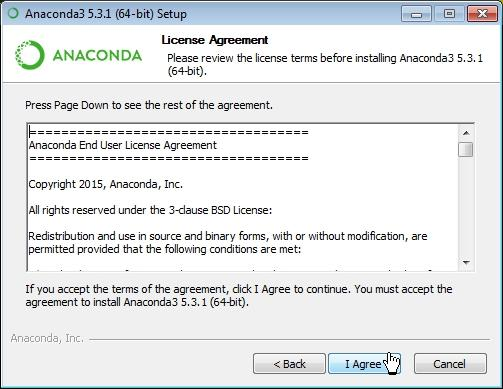 Anaconda3 5.3.1 (64-bit) Setup
ANACONDA
License Agreement
Please review the license terms before installing Anaconda3 5.3.1
(64-bit).
Press Page Down to see the rest of the agreement.
===================================
Anaconda End User License Agreement
===================================
Copyright 2015, Anaconda, Inc.
All rights reserved under the 3-clause BSD License:
Redistribution and use in source and binary forms, with or without modification, are
permitted provided that the following conditions are met:
If you accept the terms of the agreement, click I Agree to continue. You must accept the
agreement to install Anaconda3 5.3.1 (64-bit).
Anaconda, Inc.
< Back
I Agree
Cancel